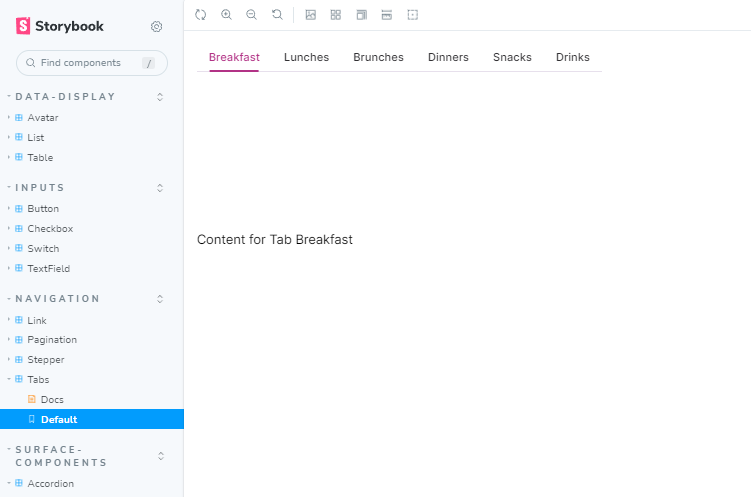 Storybook
Find components /
DATA-DISPLAY
Avatar
List
Table
INPUTS
Button
Checkbox
Switch
TextField
NAVIGATION
Link
Pagination
Stepper
Tabs
Docs
Default
SURFACE-
COMPONENTS
Accordion
Breakfast Lunches Brunches Dinners Snacks Drinks
Content for Tab Breakfast